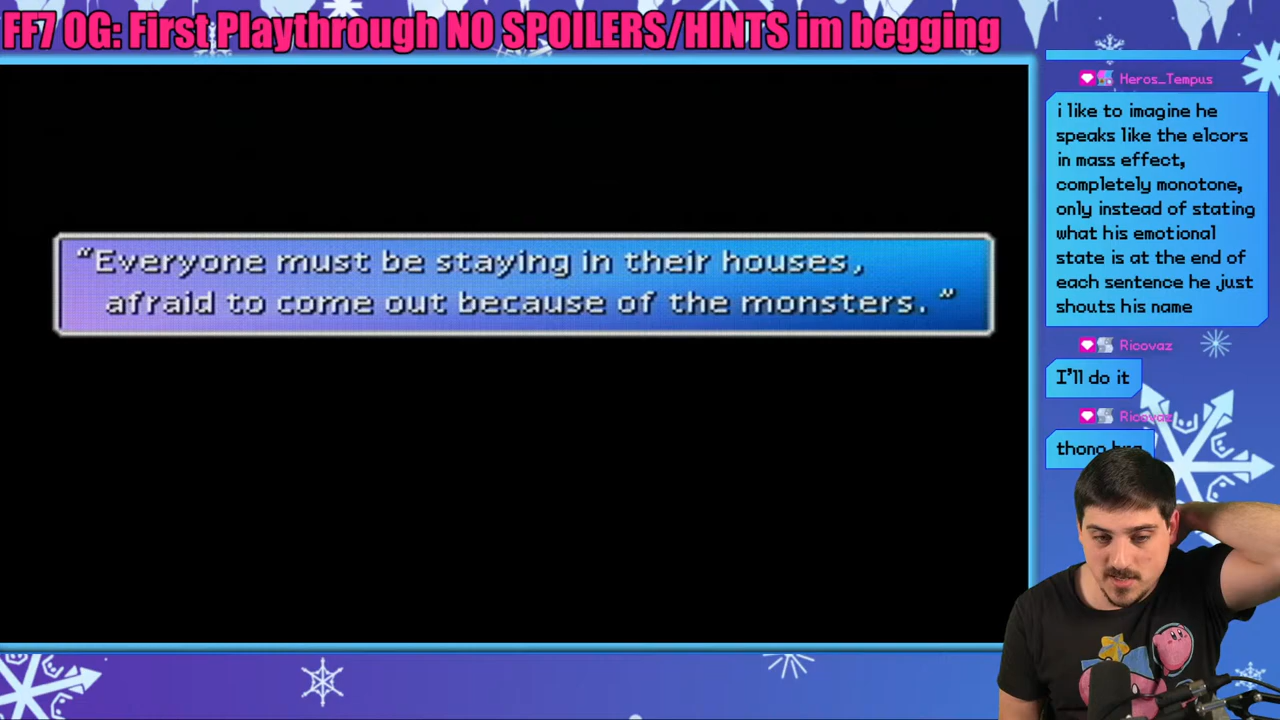 FF7 OG: First Playthrough NO SPOILERS/HINTS im begging
"Everyone must be staying in their houses,
afraid to come out because of the monsters."
Heros_Tempus
i like to imagine he
speaks like the elcors
in mass effect,
completely monotone,
only instead of stating
what his emotional
state is at the end of
each sentence he just
shouts his name
Ricovaz
I'll do it
Ricovaz